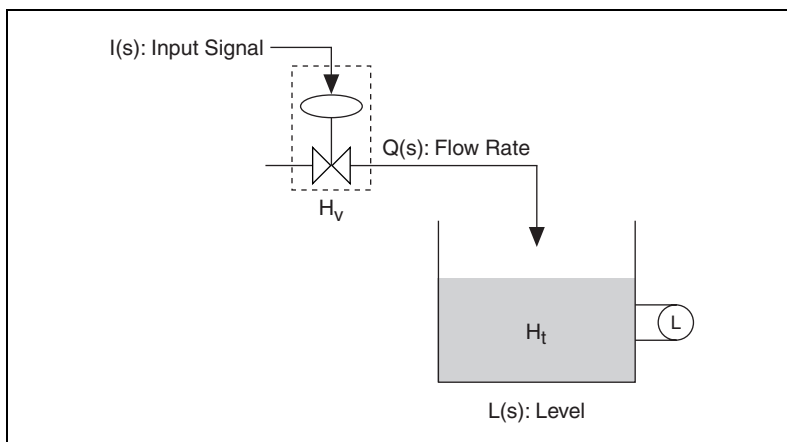 I(s): Input Signal
Q(s): Flow Rate
Hv
L
Ht
L(s): Level